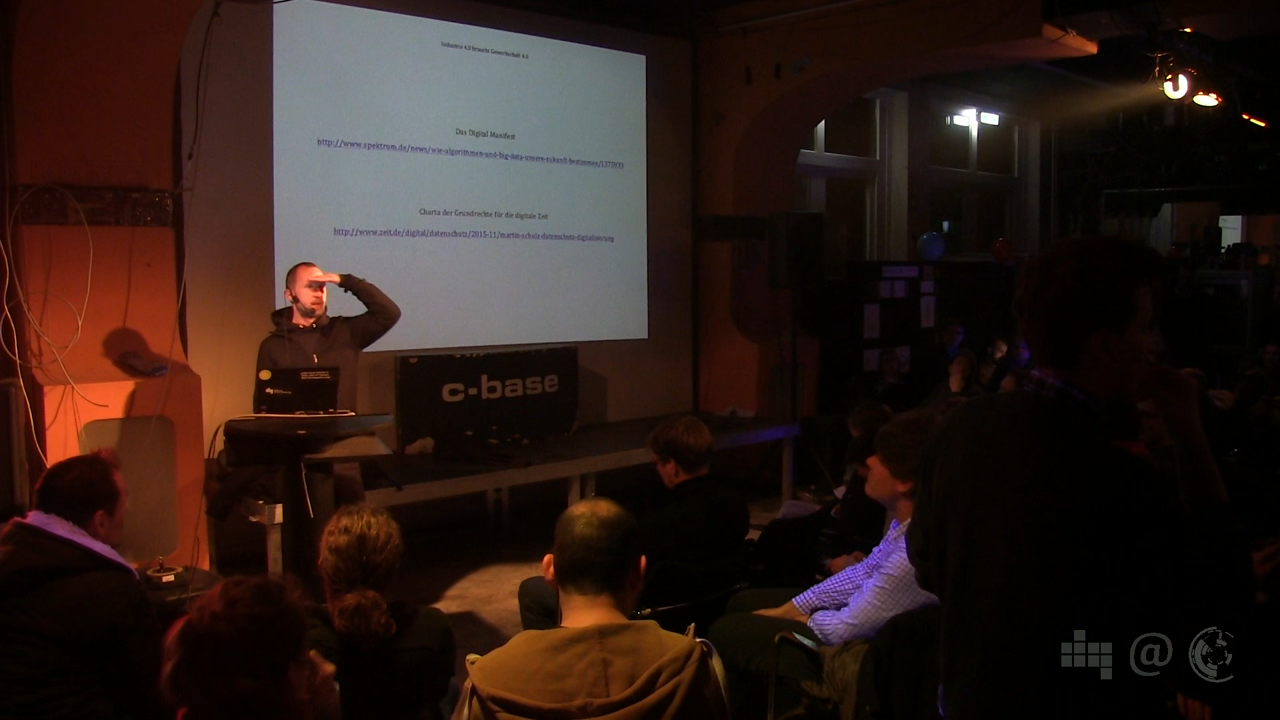 Industrie 4.0 braucht Gewerkschaft 4.0
Das Digital Manifest
http://www.spektrum.de/news/wie-algorithmen-und-big-data-unsere-zukunft-bestimmen/1375933
Charta der Grundrechte für die digitale Zeit
http://www.zeit.de/digital/datenschutz/2015-11/martin-schulz-datenschutz-digitalisierung
c-base
@